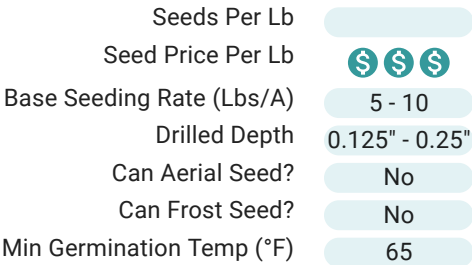 Seeds Per Lb
Seed Price Per Lb $ $ $
Base Seeding Rate (Lbs/A) 5 - 10
Drilled Depth 0.125" - 0.25"
Can Aerial Seed? No
Can Frost Seed? No
Min Germination Temp (°F) 65